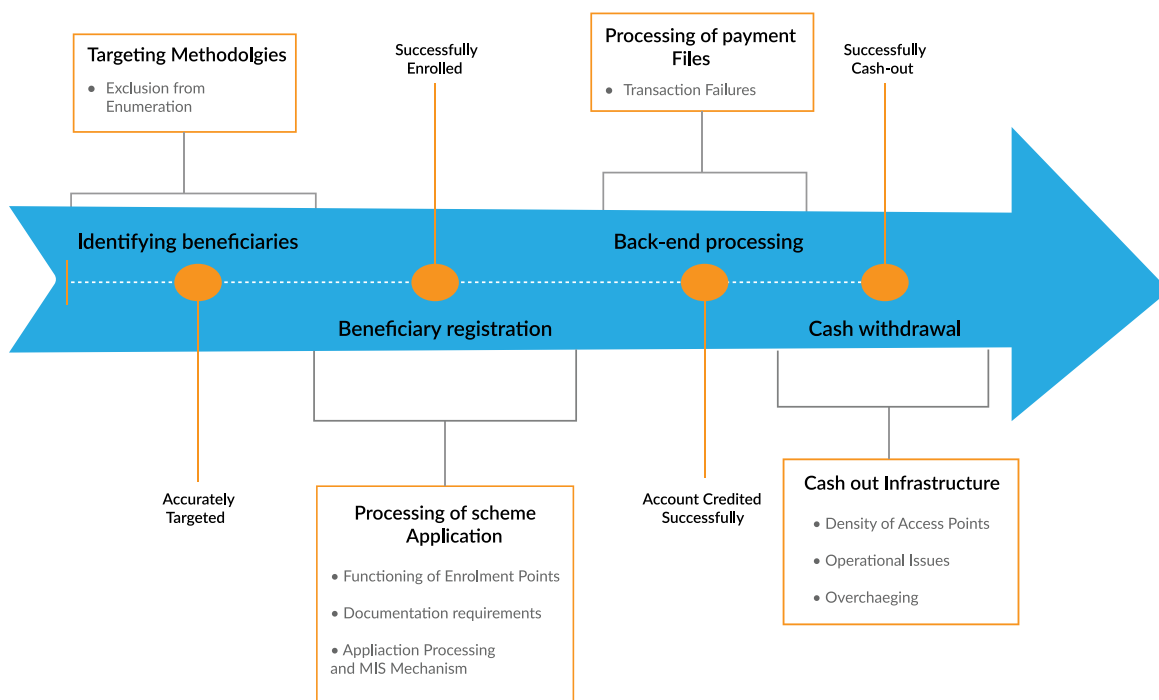 Targeting Methodolgies
• Exclusion from
Enumeration
Successfully
Enrolled
Processing of payment
Files
• Transaction Failures
Successfully
Cash-out
Identifying beneficiaries
Back-end processing
Beneficiary registration
Cash withdrawal
Accurately
Targeted
Processing of scheme
Application
• Functioning of Enrolment Points
• Documentation requirements
• Appliaction Processing
and MIS Mechanism
Account Credited
Successfully
Cash out Infrastructure
• Density of Access Points
• Operational Issues
• Overchaeging